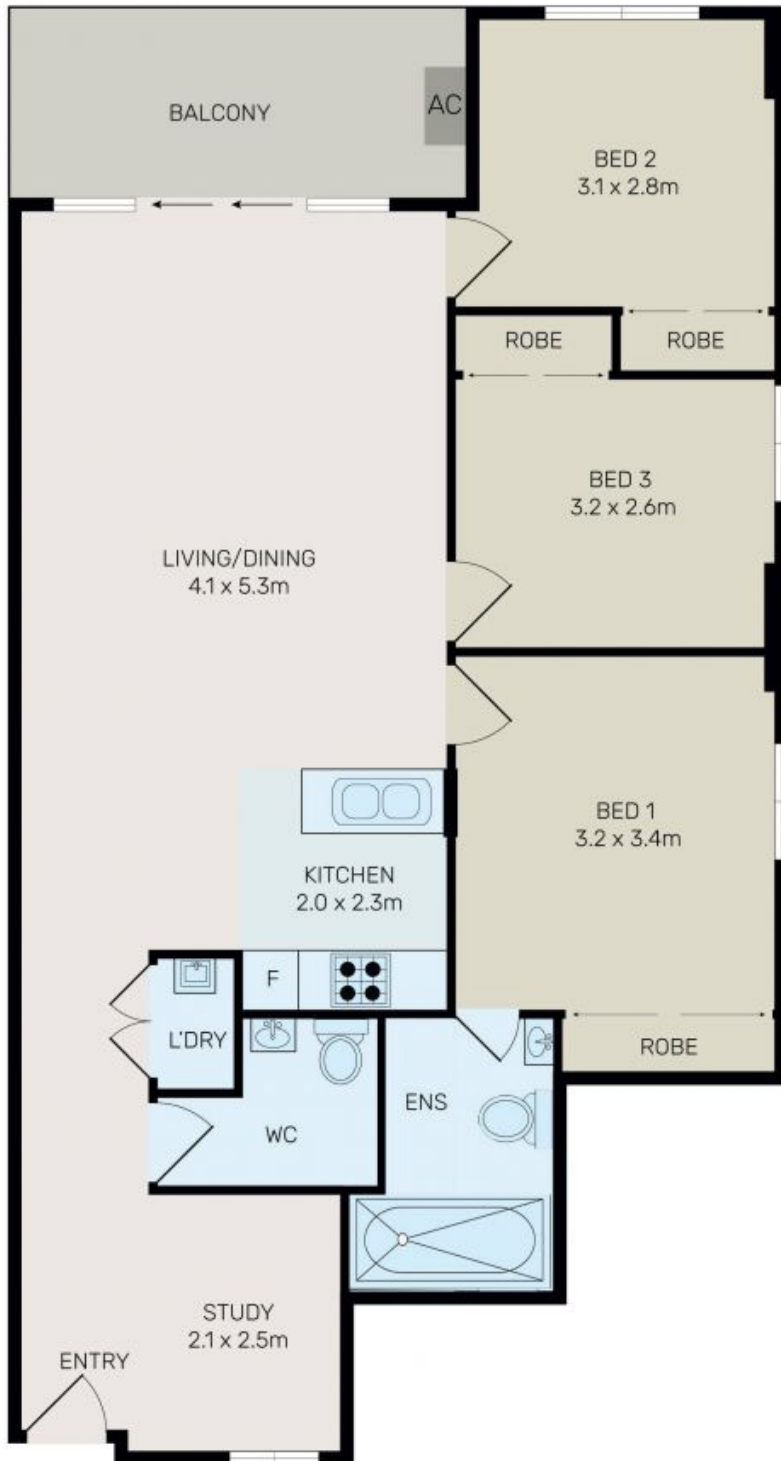 BALCONY
AC
BED 2
3.1 x 2.8m
ROBE
ROBE
BED 3
3.2 x 2.6m
LIVING/DINING
4.1 x 5.3m
BED 1
3.2 x 3.4m
KITCHEN
2.0 x 2.3m
F
L'DRY
ROBE
ENS
WC
STUDY
2.1 x 2.5m
ENTRY